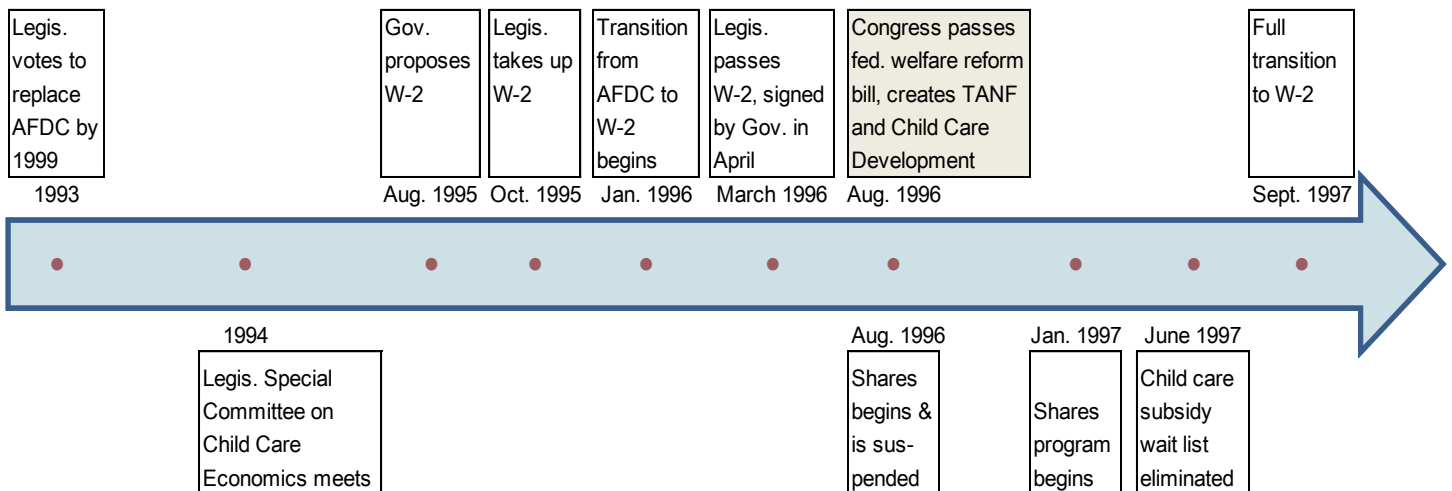 Legis.
votes to
replace
AFDC by
1999
1993
Gov.
proposes
W-2
Aug. 1995
Legis.
takes up
W-2
Oct. 1995
Transition
from
AFDC to
W-2
begins
Jan. 1996
Legis.
passes
W-2, signed
by Gov. in
April
March 1996
Congress passes
fed. welfare reform
bill, creates TANF
and Child Care
Development
Aug. 1996
Full
transition
to W-2
Sept. 1997
1994
Legis. Special
Committee on
Child Care
Economics meets
Aug. 1996
Shares
begins &
is sus-
pended
Jan. 1997
Shares
program
begins
June 1997
Child care
subsidy
wait list
eliminated